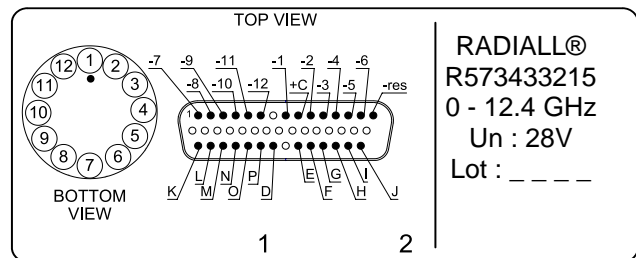 TOP VIEW
-7 -9 -11 -1 -2 -4 -6
-8 -10 -12 +C -3 -5 -res
1
K L M N O P D E F G H I J
12 1 2
11 3
10 4
9 5
8 7 6
BOTTOM
VIEW
1 2
RADIALL®
R573433215
0 - 12.4 GHz
Un : 28V
Lot : _ _ _ _